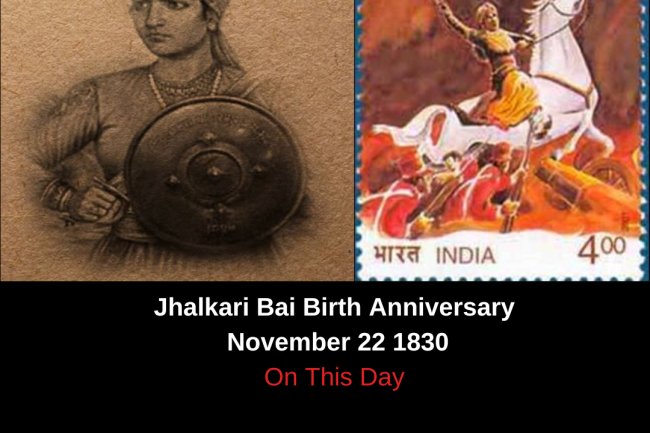 भारत INDIA 4.00
Jhalkari Bai Birth Anniversary
November 22 1830
On This Day